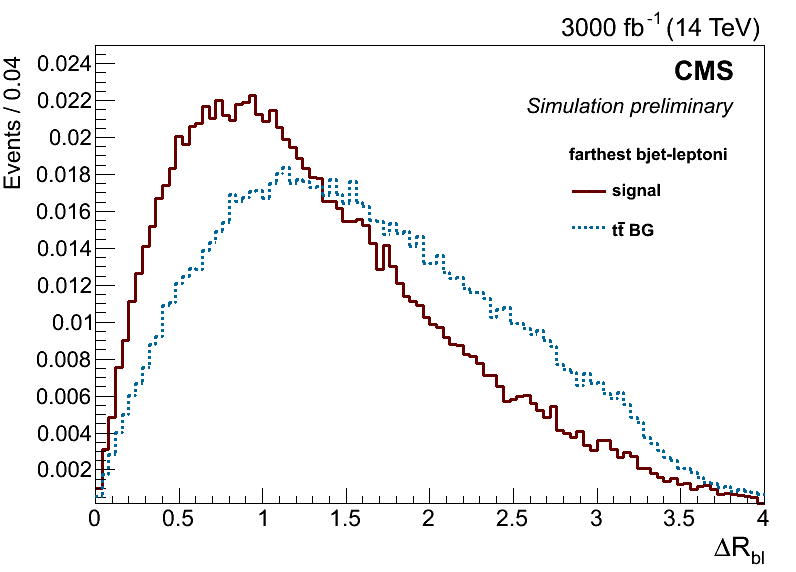 3000 fb⁻¹ (14 TeV)
Events / 0.04
CMS
Simulation preliminary
farthest bjet-leptoni
signal
tt̄ BG
0.024
0.022
0.02
0.018
0.016
0.014
0.012
0.01
0.008
0.006
0.004
0.002
0 0.5 1 1.5 2 2.5 3 3.5 4
ΔR_bl